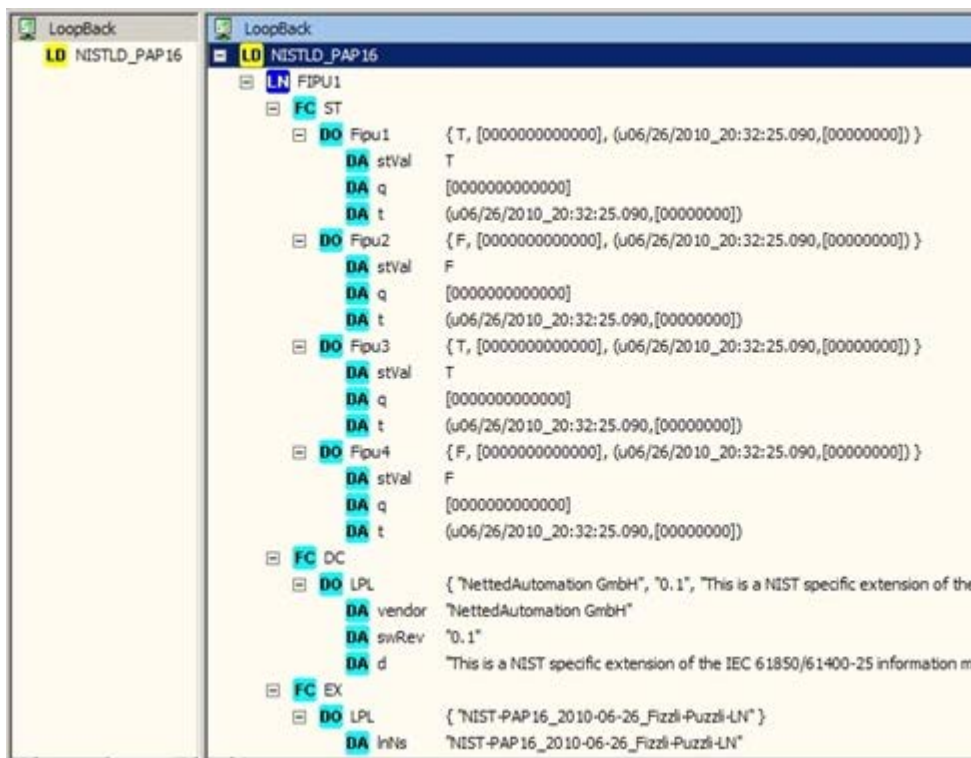 LoopBack
LD NISTLD_PAP16
LoopBack
LD NISTLD_PAP16
LN FIPU1
FC ST
DO Fipu1 { T, [0000000000000], (u06/26/2010_20:32:25.090,[00000000]) }
DA stVal T
DA q [0000000000000]
DA t (u06/26/2010_20:32:25.090,[00000000])
DO Fipu2 { F, [0000000000000], (u06/26/2010_20:32:25.090,[00000000]) }
DA stVal F
DA q [0000000000000]
DA t (u06/26/2010_20:32:25.090,[00000000])
DO Fipu3 { T, [0000000000000], (u06/26/2010_20:32:25.090,[00000000]) }
DA stVal T
DA q [0000000000000]
DA t (u06/26/2010_20:32:25.090,[00000000])
DO Fipu4 { F, [0000000000000], (u06/26/2010_20:32:25.090,[00000000]) }
DA stVal F
DA q [0000000000000]
DA t (u06/26/2010_20:32:25.090,[00000000])
FC DC
DO LPL { "NettedAutomation GmbH", "0.1", "This is a NIST specific extension of the
DA vendor "NettedAutomation GmbH"
DA swRev "0.1"
DA d "This is a NIST specific extension of the IEC 61850/61400-25 information m
FC EX
DO LPL { "NIST-PAP16_2010-06-26_Fizzli-Puzzli-LN" }
DA lnNs "NIST-PAP16_2010-06-26_Fizzli-Puzzli-LN"